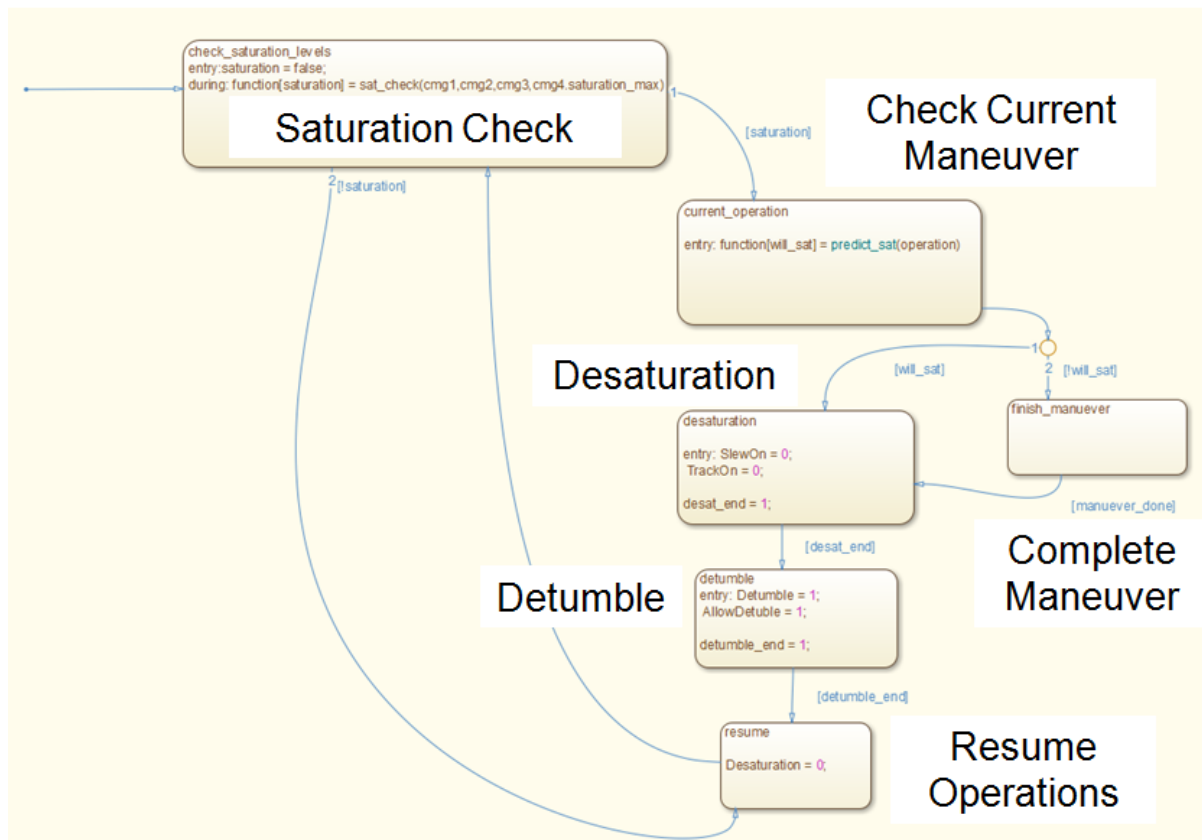 check_saturation_levels
entry:saturation = false;
during: function[saturation] = sat_check(cmg1,cmg2,cmg3,cmg4.saturation_max)
Saturation Check
1
[saturation]
2
[!saturation]
Check Current
Maneuver
current_operation
entry: function[will_sat] = predict_sat(operation)
1
2
[will_sat]
[!will_sat]
Desaturation
desaturation
entry: SlewOn = 0;
TrackOn = 0;
desat_end = 1;
finish_manuever
[manuever_done]
Complete
Maneuver
[desat_end]
Detumble
detumble
entry: Detumble = 1;
AllowDetuble = 1;
detumble_end = 1;
[detumble_end]
resume
Desaturation = 0;
Resume
Operations